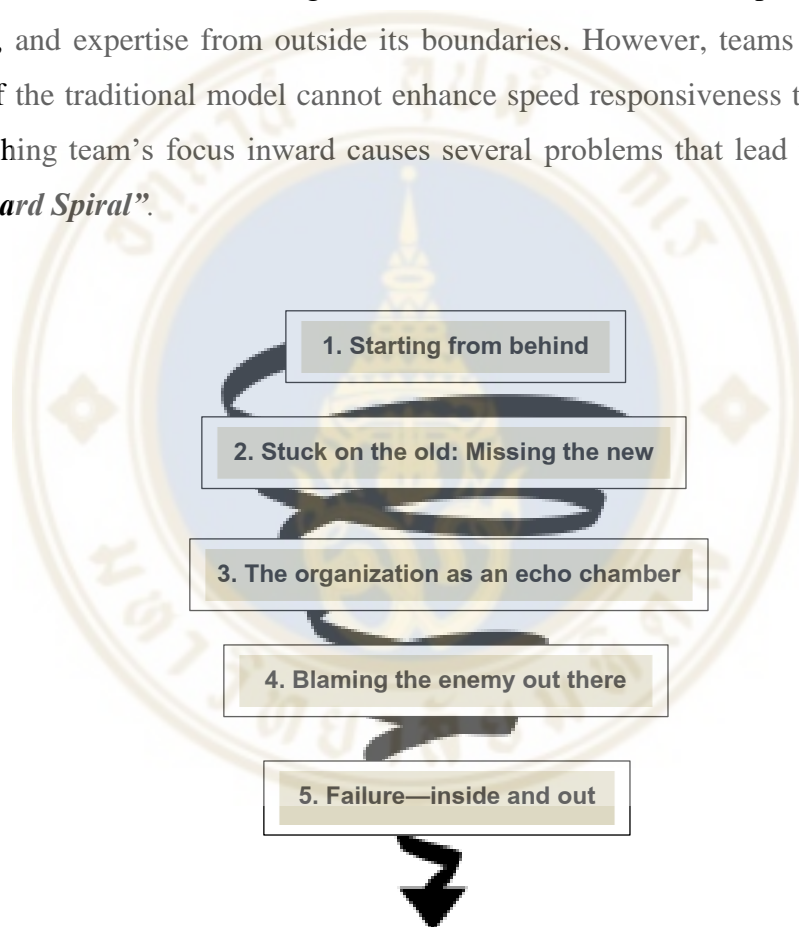 , and expertise from outside its boundaries. However, teams
the traditional model cannot enhance speed responsiveness
team's focus inward causes several problems that lead
Spiral”.
1. Starting from behind
2. Stuck on the old: Missing the new
3. The organization as an echo chamber
4. Blaming the enemy out there
5. Failure—inside and out